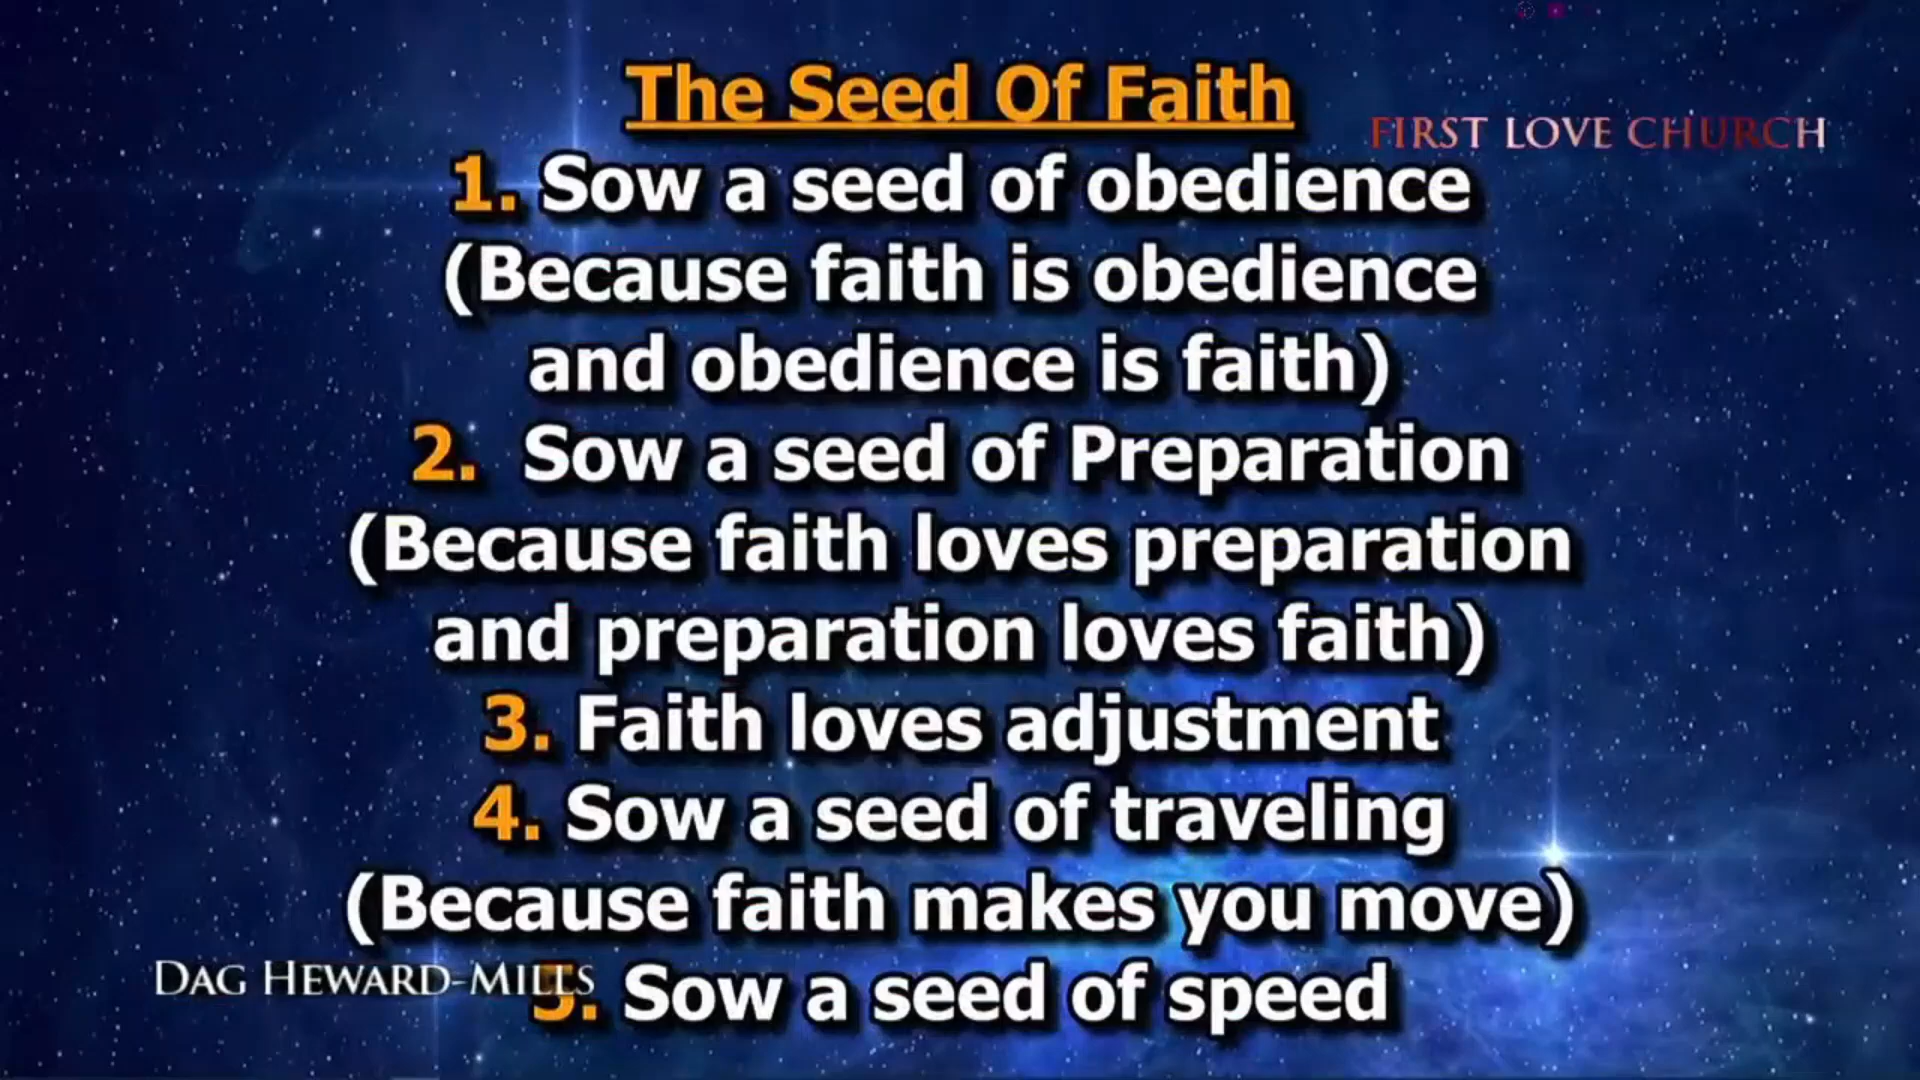 The Seed Of Faith
FIRST LOVE CHURCH
1. Sow a seed of obedience
(Because faith is obedience
and obedience is faith)
2. Sow a seed of Preparation
(Because faith loves preparation
and preparation loves faith)
3. Faith loves adjustment
4. Sow a seed of traveling
(Because faith makes you move)
DAG HEWARD-MILLS
5. Sow a seed of speed